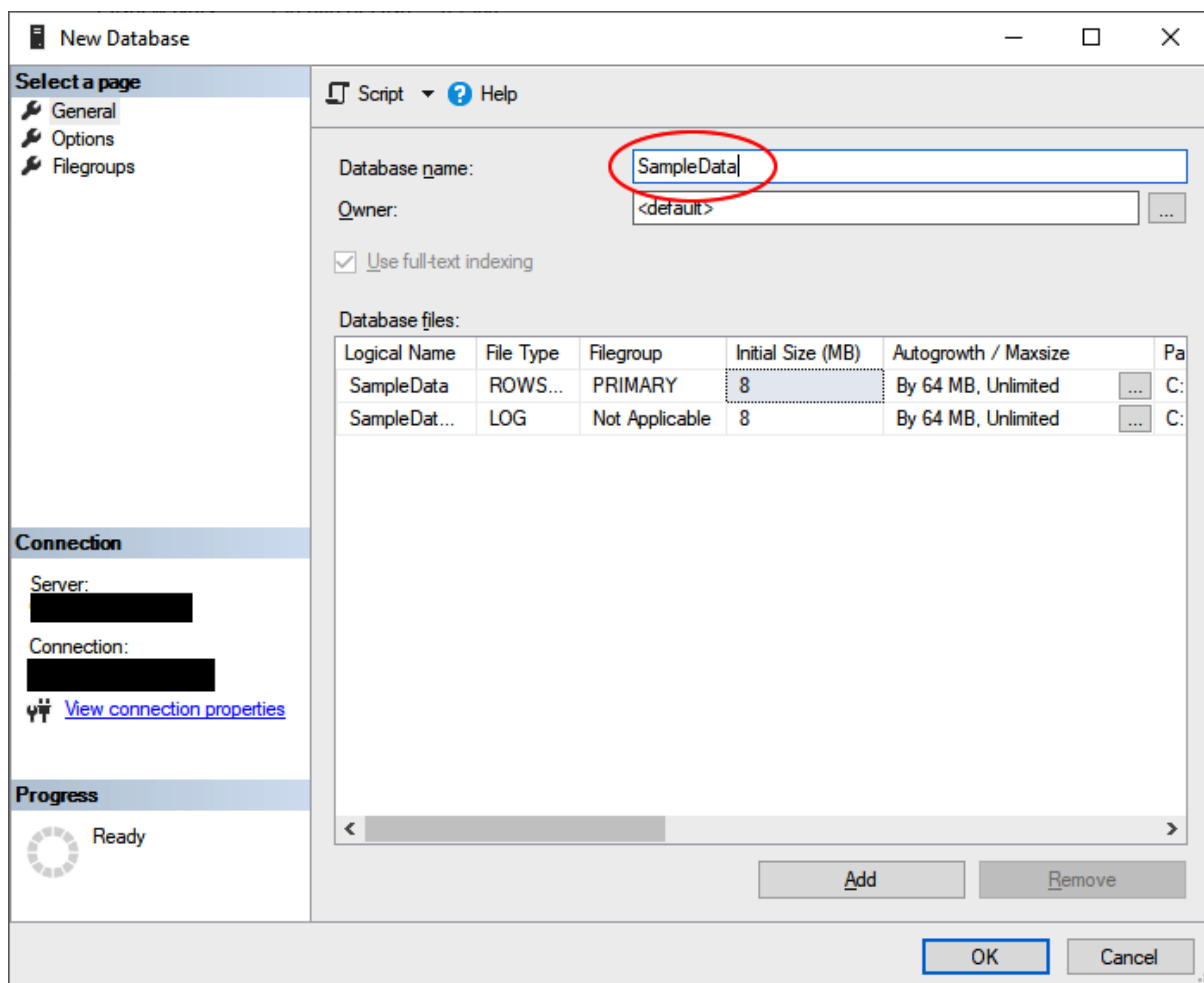 New Database
Select a page
General
Options
Filegroups
Script Help
Database name: SampleData
Owner: <default> ...
Use full-text indexing
Database files:
Logical Name File Type Filegroup Initial Size (MB) Autogrowth / Maxsize Pa
SampleData ROWS... PRIMARY 8 By 64 MB, Unlimited ... C:
SampleDat... LOG Not Applicable 8 By 64 MB, Unlimited ... C:
Connection
Server:
Connection:
View connection properties
Progress
Ready
Add Remove
OK Cancel